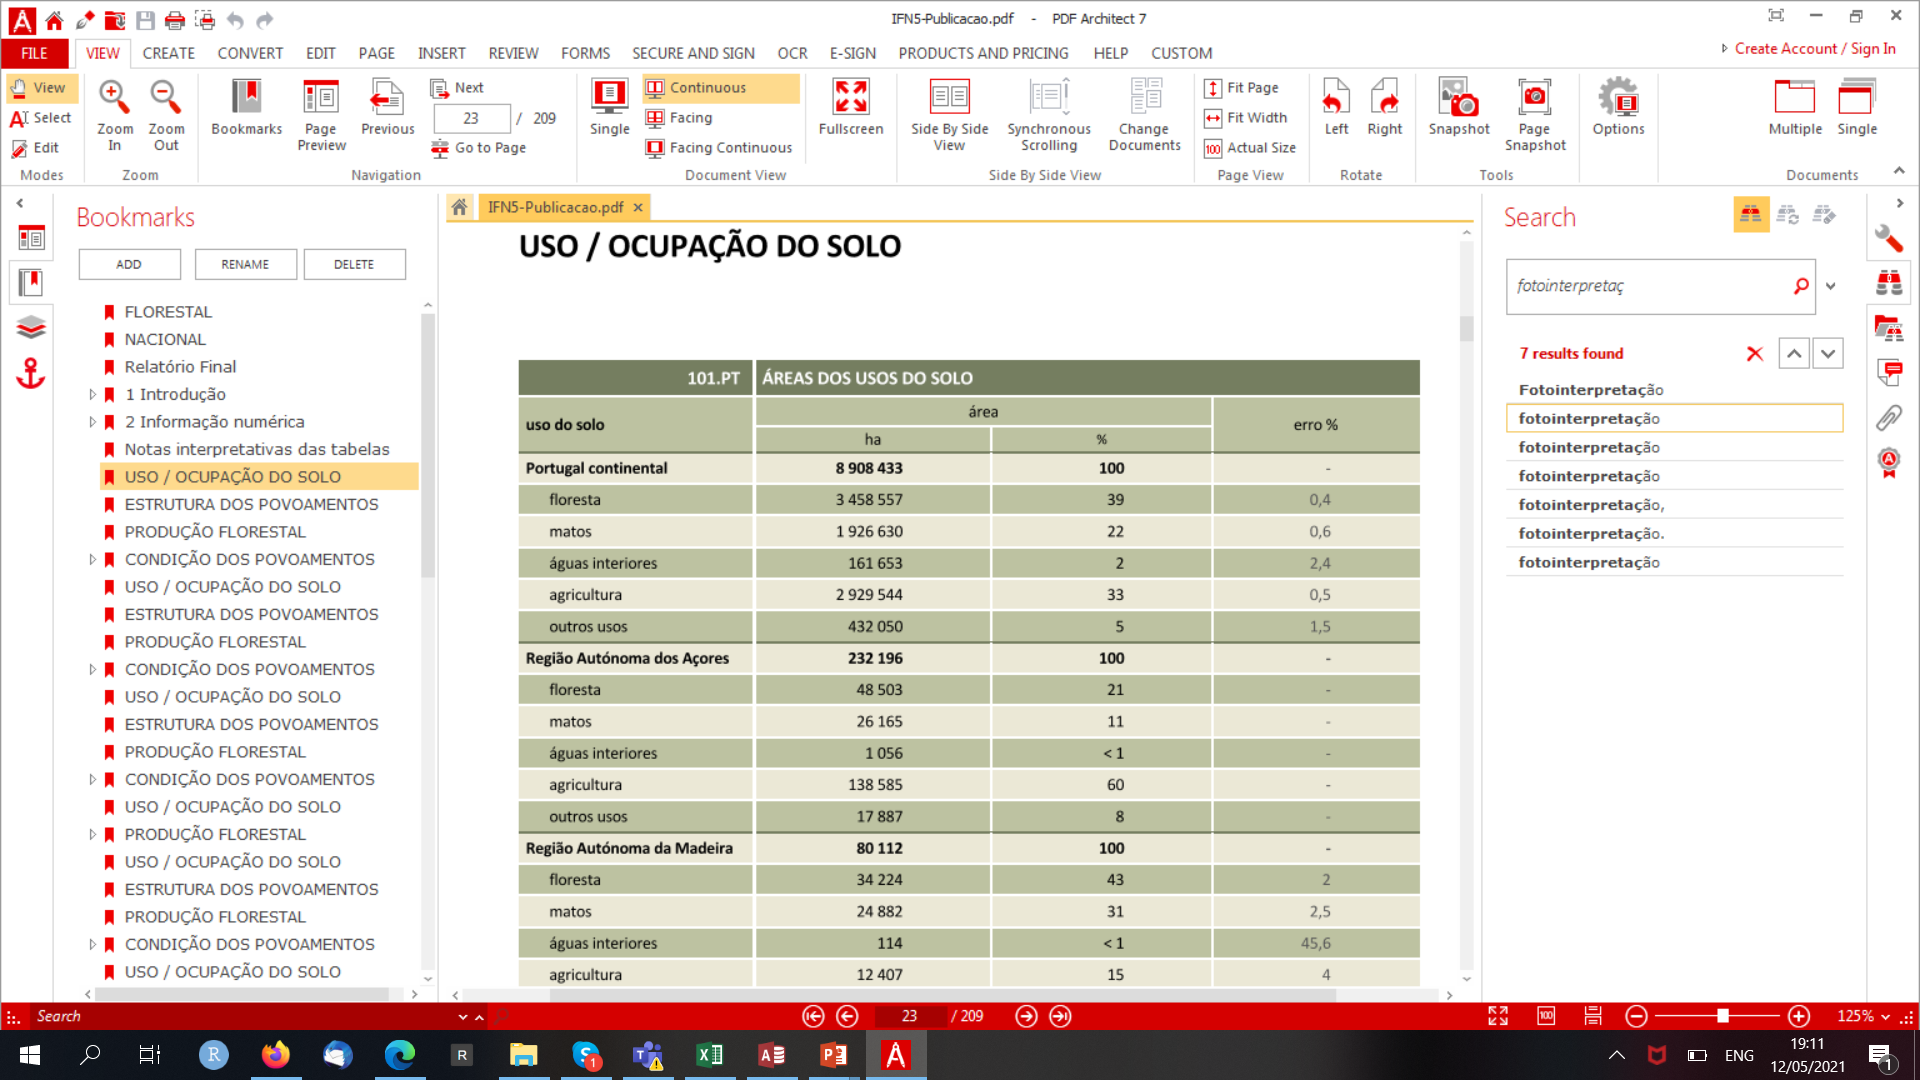 IFN5-Publicacao.pdf - PDF Architect 7
FILE VIEW CREATE CONVERT EDIT PAGE INSERT REVIEW FORMS SECURE AND SIGN OCR E-SIGN PRODUCTS AND PRICING HELP CUSTOM
Create Account / Sign In
View
Select
Edit
Modes
Zoom In
Zoom Out
Zoom
Bookmarks
Page Preview
Previous
Next
23 / 209
Go to Page
Navigation
Single
Continuous
Facing
Facing Continuous
Document View
Fullscreen
Side By Side View
Synchronous Scrolling
Change Documents
Side By Side View
Fit Page
Fit Width
100 Actual Size
Page View
Left
Right
Rotate
Snapshot
Page Snapshot
Tools
Options
Multiple
Single
Documents
Bookmarks
ADD RENAME DELETE
FLORESTAL
NACIONAL
Relatório Final
1 Introdução
2 Informação numérica
Notas interpretativas das tabelas
USO / OCUPAÇÃO DO SOLO
ESTRUTURA DOS POVOAMENTOS
PRODUÇÃO FLORESTAL
CONDIÇÃO DOS POVOAMENTOS
USO / OCUPAÇÃO DO SOLO
ESTRUTURA DOS POVOAMENTOS
PRODUÇÃO FLORESTAL
CONDIÇÃO DOS POVOAMENTOS
USO / OCUPAÇÃO DO SOLO
ESTRUTURA DOS POVOAMENTOS
PRODUÇÃO FLORESTAL
CONDIÇÃO DOS POVOAMENTOS
USO / OCUPAÇÃO DO SOLO
PRODUÇÃO FLORESTAL
USO / OCUPAÇÃO DO SOLO
ESTRUTURA DOS POVOAMENTOS
PRODUÇÃO FLORESTAL
CONDIÇÃO DOS POVOAMENTOS
USO / OCUPAÇÃO DO SOLO
IFN5-Publicacao.pdf
USO / OCUPAÇÃO DO SOLO
101.PT ÁREAS DOS USOS DO SOLO
uso do solo área erro %
ha %
Portugal continental 8 908 433 100 -
floresta 3 458 557 39 0,4
matos 1 926 630 22 0,6
águas interiores 161 653 2 2,4
agricultura 2 929 544 33 0,5
outros usos 432 050 5 1,5
Região Autónoma dos Açores 232 196 100 -
floresta 48 503 21 -
matos 26 165 11 -
águas interiores 1 056 < 1 -
agricultura 138 585 60 -
outros usos 17 887 8 -
Região Autónoma da Madeira 80 112 100 -
floresta 34 224 43 2
matos 24 882 31 2,5
águas interiores 114 < 1 45,6
agricultura 12 407 15 4
Search
fotointerpretaç
7 results found
Fotointerpretação
fotointerpretação
fotointerpretação
fotointerpretação
fotointerpretação,
fotointerpretação.
fotointerpretação
Search
23 / 209
100
125%
R
R
1
ENG
19:11
12/05/2021
1